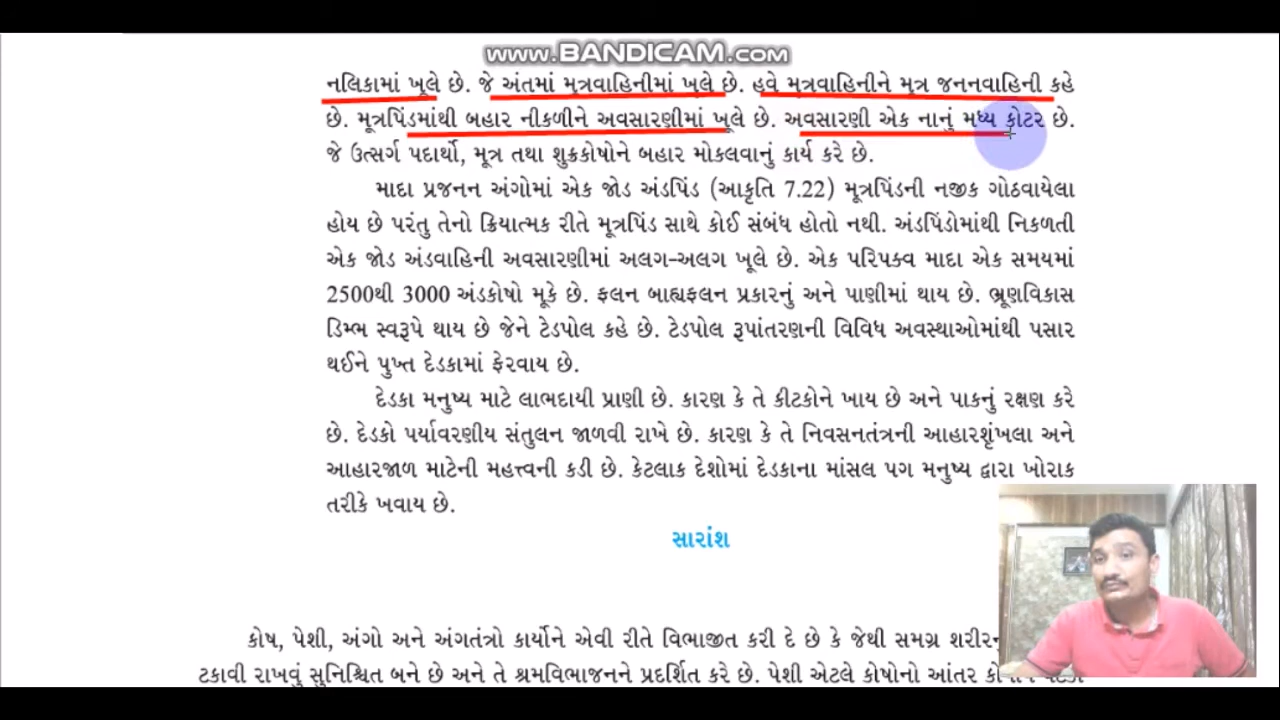 WWW.BANDICAM.COM
નલિકામાં ખૂલે છે. જે અંતમાં મૂત્રવાહિનીમાં ખૂલે છે. હવે મૂત્રવાહિનીને મૂત્ર જનનવાહિની કહે
છે. મૂત્રપિંડમાંથી બહાર નીકળીને અવસારણીમાં ખૂલે છે. અવસારણી એક નાનું મધ્ય કોટર છે.
જે ઉત્સર્ગ પદાર્થો, મૂત્ર તથા શુક્રકોષોને બહાર મોકલવાનું કાર્ય કરે છે.
માદા પ્રજનન અંગોમાં એક જોડ અંડપિંડ (આકૃતિ 7.22) મૂત્રપિંડની નજીક ગોઠવાયેલા
હોય છે પરંતુ તેનો ક્રિયાત્મક રીતે મૂત્રપિંડ સાથે કોઈ સંબંધ હોતો નથી. અંડપિંડોમાંથી નિકળતી
એક જોડ અંડવાહિની અવસારણીમાં અલગ-અલગ ખૂલે છે. એક પરિપક્વ માદા એક સમયમાં
2500થી 3000 અંડકોષો મૂકે છે. ફલન બાહ્યફલન પ્રકારનું અને પાણીમાં થાય છે. ભ્રૂણવિકાસ
ડિમ્ભ સ્વરૂપે થાય છે જેને ટેડપોલ કહે છે. ટેડપોલ રૂપાંતરણની વિવિધ અવસ્થાઓમાંથી પસાર
થઈને પુખ્ત દેડકામાં ફેરવાય છે.
દેડકા મનુષ્ય માટે લાભદાયી પ્રાણી છે. કારણ કે તે કીટકોને ખાય છે અને પાકનું રક્ષણ કરે
છે. દેડકો પર્યાવરણીય સંતુલન જાળવી રાખે છે. કારણ કે તે નિવસનતંત્રની આહારશૃંખલા અને
આહારજાળ માટેની મહત્ત્વની કડી છે. કેટલાક દેશોમાં દેડકાના માંસલ પગ મનુષ્ય દ્વારા ખોરાક
તરીકે ખવાય છે.
સારાંશ
કોષ, પેશી, અંગો અને અંગતંત્રો કાર્યોને એવી રીતે વિભાજીત કરી દે છે કે જેથી સમગ્ર
ટકાવી રાખવું સુનિશ્ચિત બને છે અને તે શ્રમવિભાજનને પ્રદર્શિત કરે છે. પેશી એટલે કોષોનો આંતર